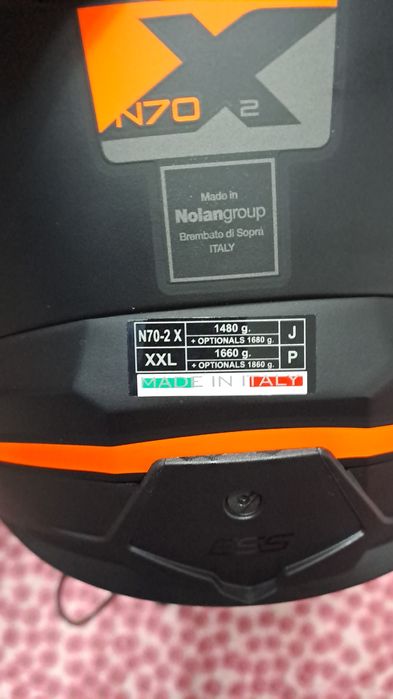 N70 2 X
Made in
Nolangroup
Brembato di Sopra
ITALY
N70-2 X 1480 g. J
+ OPTIONALS 1680 g.
XXL 1660 g. P
+ OPTIONALS 1860 g.
MADE IN ITALY
ESS